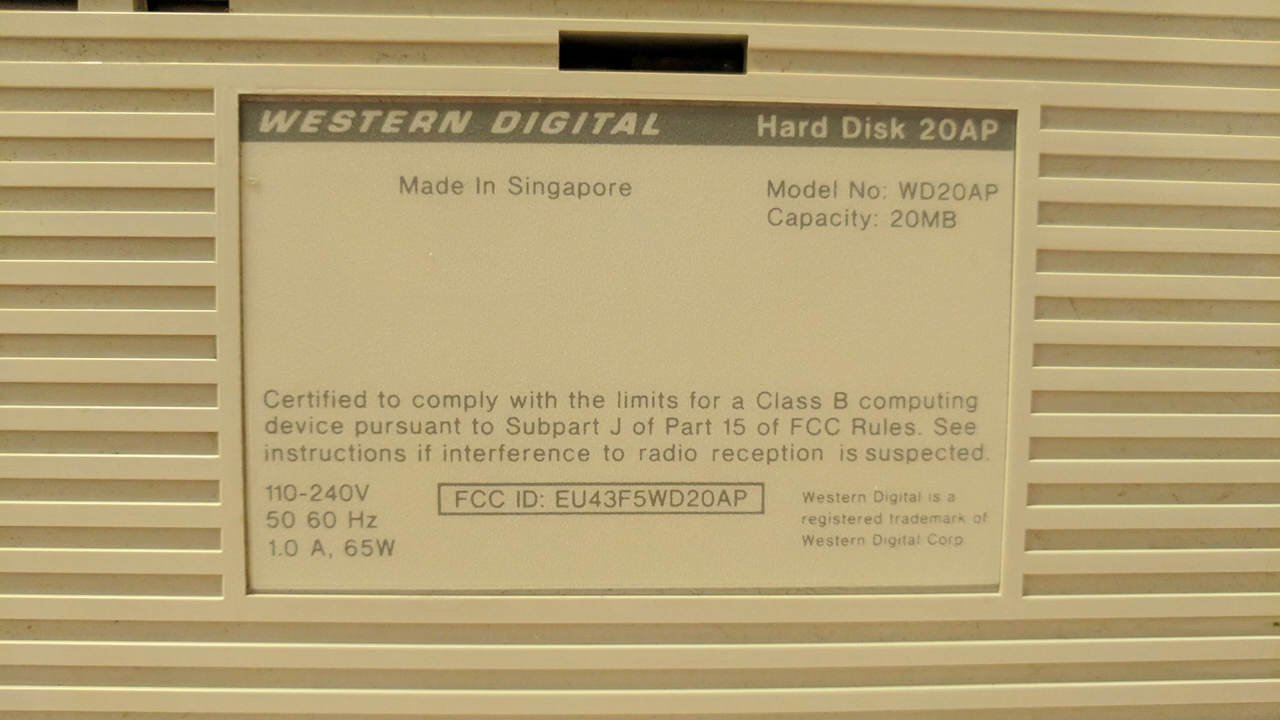 WESTERN DIGITAL Hard Disk 20AP
Made In Singapore
Model No: WD20AP
Capacity: 20MB
Certified to comply with the limits for a Class B computing
device pursuant to Subpart J of Part 15 of FCC Rules. See
instructions if interference to radio reception is suspected.
110-240V
50 60 Hz
1.0 A, 65W
FCC ID: EU43F5WD20AP
Western Digital is a
registered trademark of
Western Digital Corp